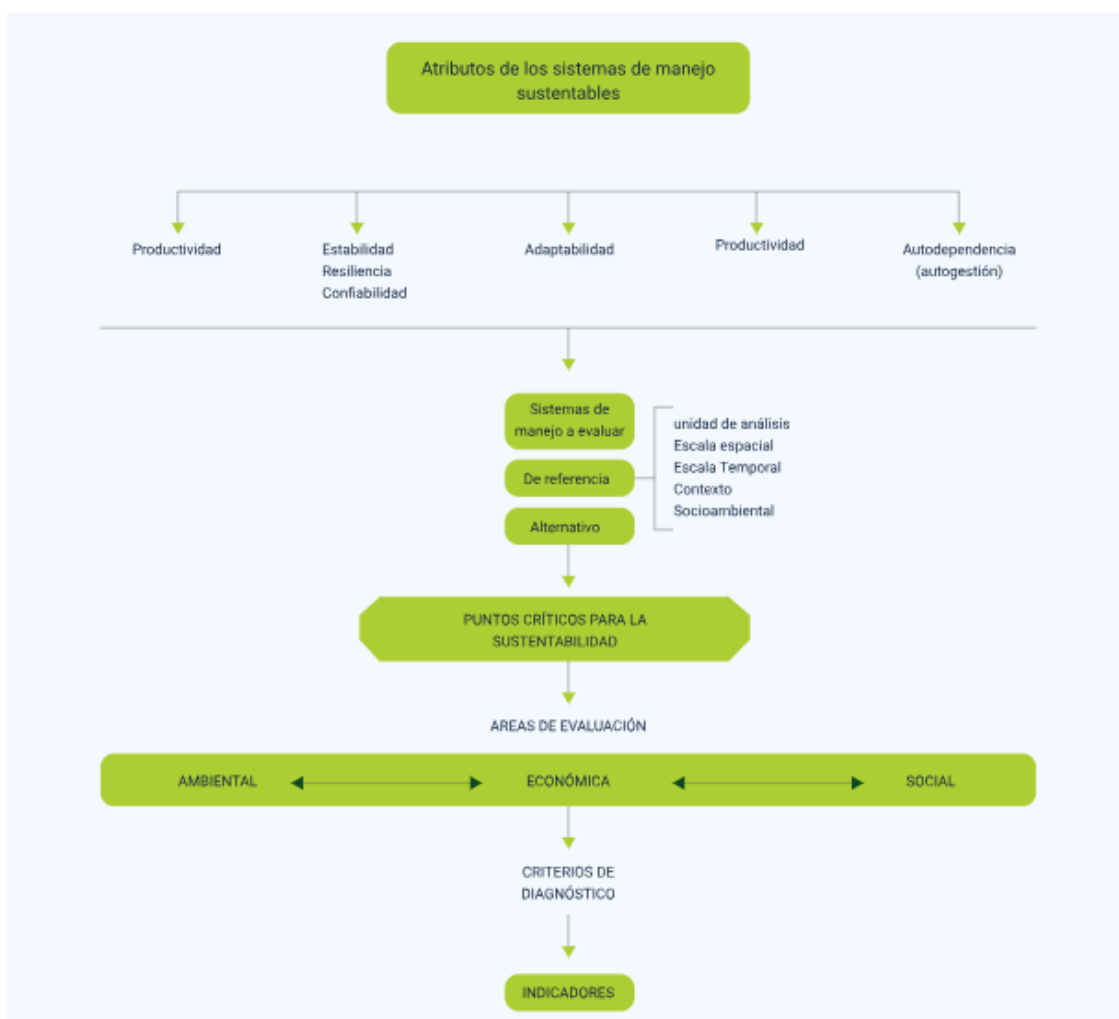 Atributos de los sistemas de manejo
sustentables
Productividad
Estabilidad
Resiliencia
Confiabilidad
Adaptabilidad
Productividad
Autodependencia
(autogestión)
Sistemas de
manejo a evaluar
De referencia
Alternativo
unidad de análisis
Escala espacial
Escala Temporal
Contexto
Socioambiental
PUNTOS CRÍTICOS PARA LA
SUSTENTABILIDAD
AREAS DE EVALUACIÓN
AMBIENTAL
ECONÓMICA
SOCIAL
CRITERIOS DE
DIAGNÓSTICO
INDICADORES